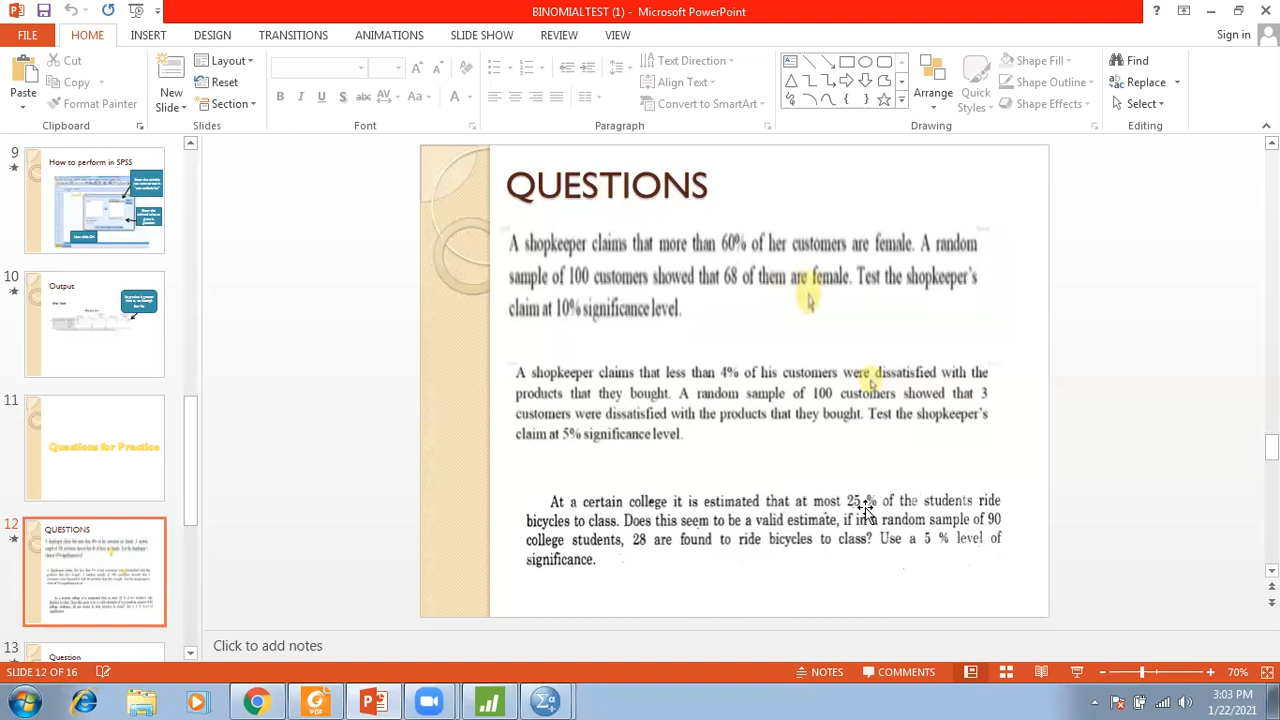 BINOMIALTEST (1) - Microsoft PowerPoint
FILE HOME INSERT DESIGN TRANSITIONS ANIMATIONS SLIDE SHOW REVIEW VIEW Sign in
Paste Cut Copy Format Painter
Clipboard
New Slide Layout Reset Section
Slides
Font
Text Direction Align Text Convert to SmartArt
Paragraph
Arrange Quick Styles Shape Fill Shape Outline Shape Effects
Drawing
Find Replace Select
Editing
9
How to perform in SPSS
10
Output
11
Questions for Practice
12
QUESTIONS
13
Question
QUESTIONS
A shopkeeper claims that more than 60% of her customers are female. A random
sample of 100 customers showed that 68 of them are female. Test the shopkeeper's
claim at 10% significance level.
A shopkeeper claims that less than 4% of his customers were dissatisfied with the
products that they bought. A random sample of 100 customers showed that 3
customers were dissatisfied with the products that they bought. Test the shopkeeper's
claim at 5% significance level.
At a certain college it is estimated that at most 25 % of the students ride
bicycles to class. Does this seem to be a valid estimate, if in a random sample of 90
college students, 28 are found to ride bicycles to class? Use a 5 % level of
significance.
Click to add notes
SLIDE 12 OF 16 NOTES COMMENTS 70%
3:03 PM
1/22/2021